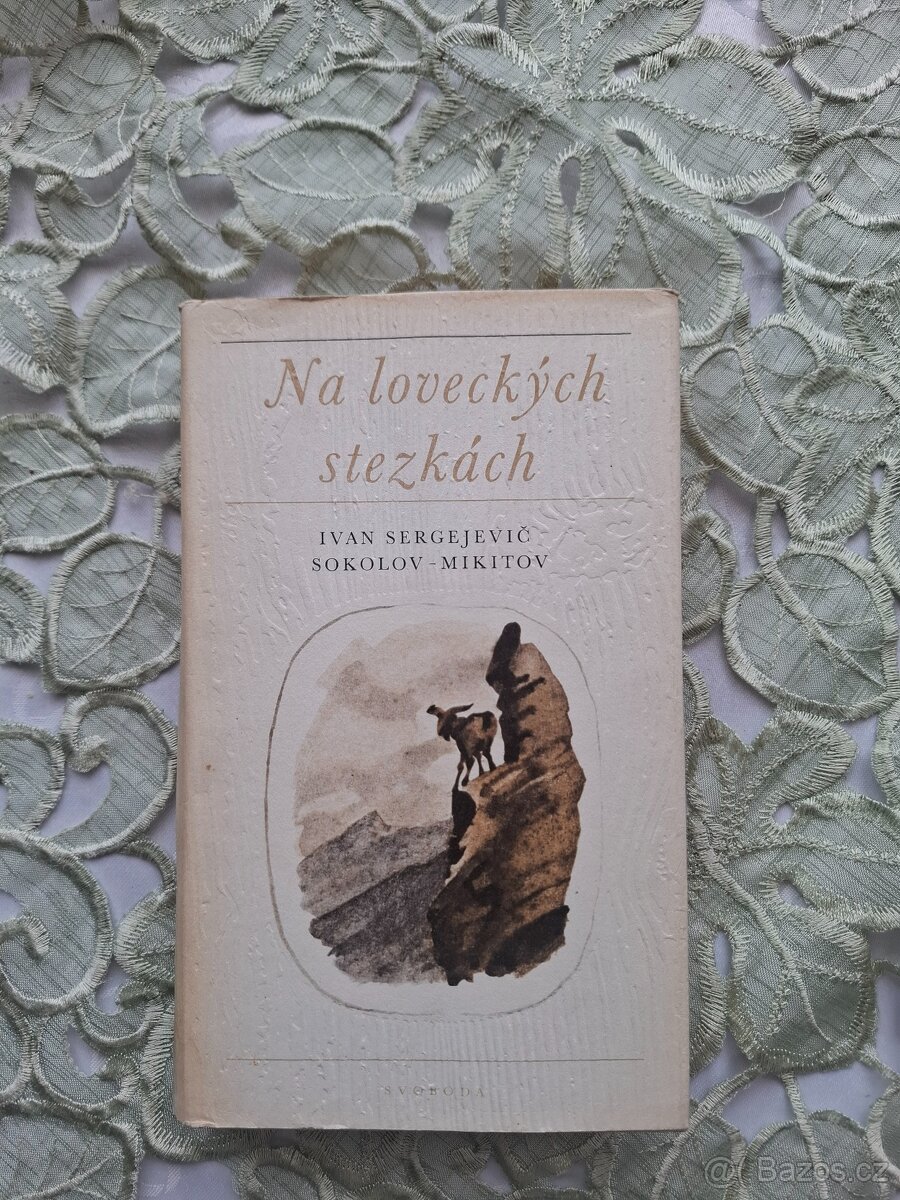 Na loveckých
stezkách
IVAN SERGEJEVIČ
SOKOLOV-MIKITOV
SVOBODA
@ Bazos.cz